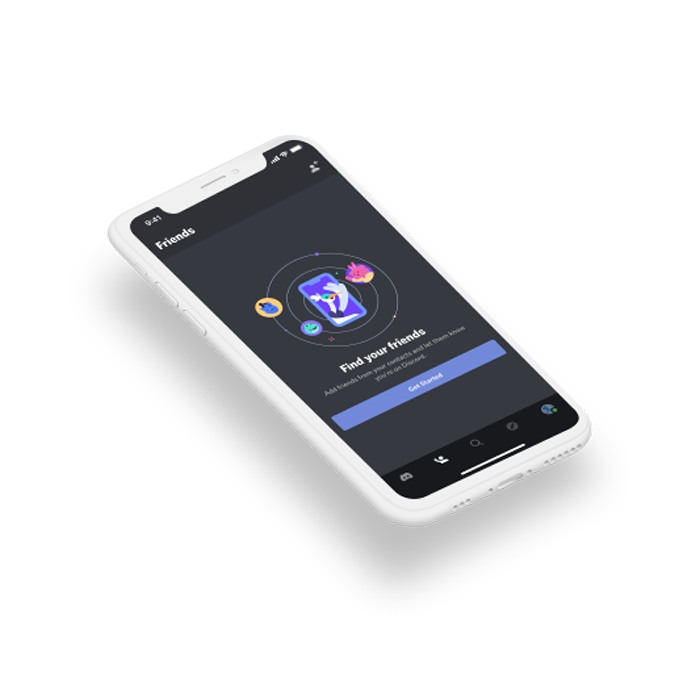 9:41
Friends
Find your friends
Add friends from your contacts and let them know
you're on Discord.
Get Started